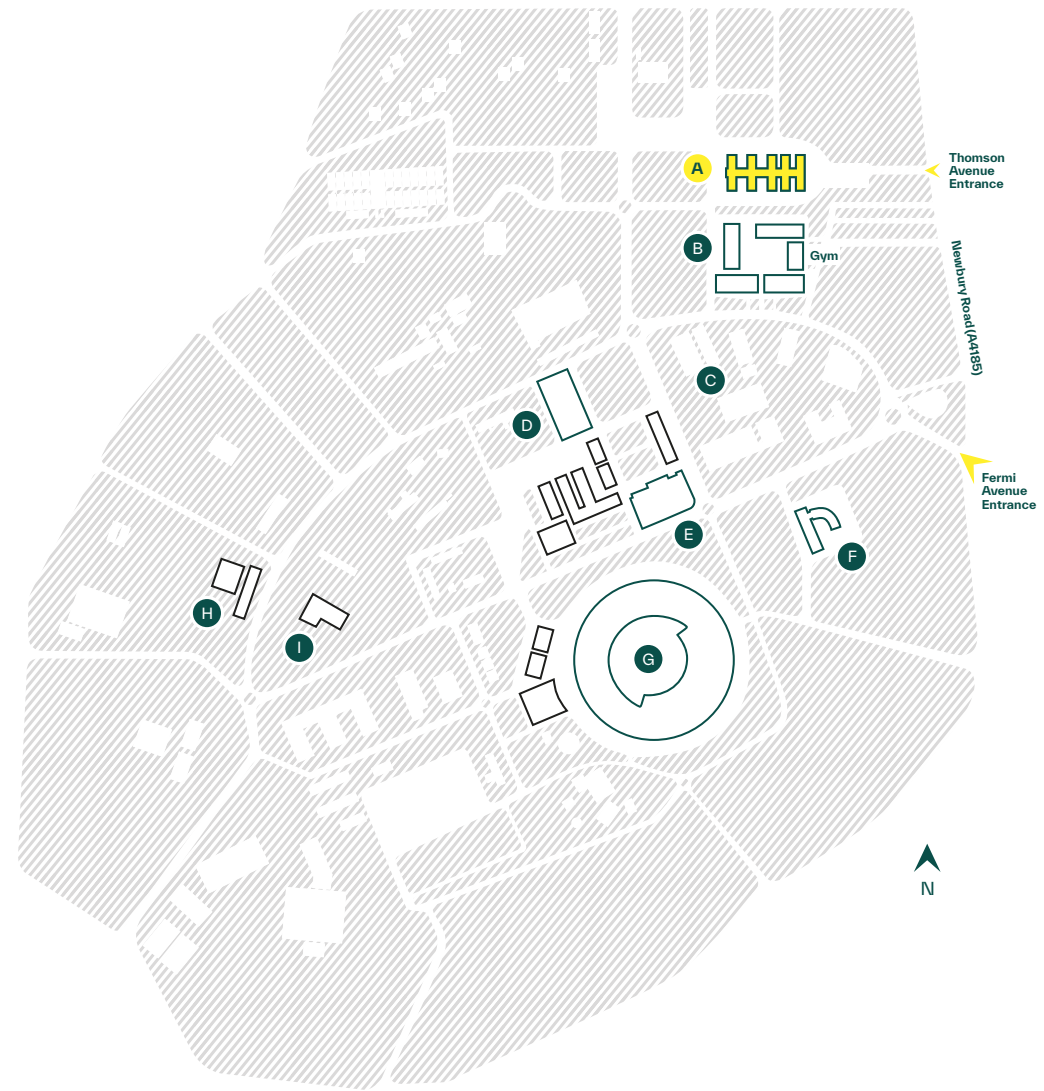 A
Thomson
Avenue
Entrance
B
Gym
Newbury Road (A4185)
C
D
Fermi
Avenue
Entrance
E
F
H
I
G
N